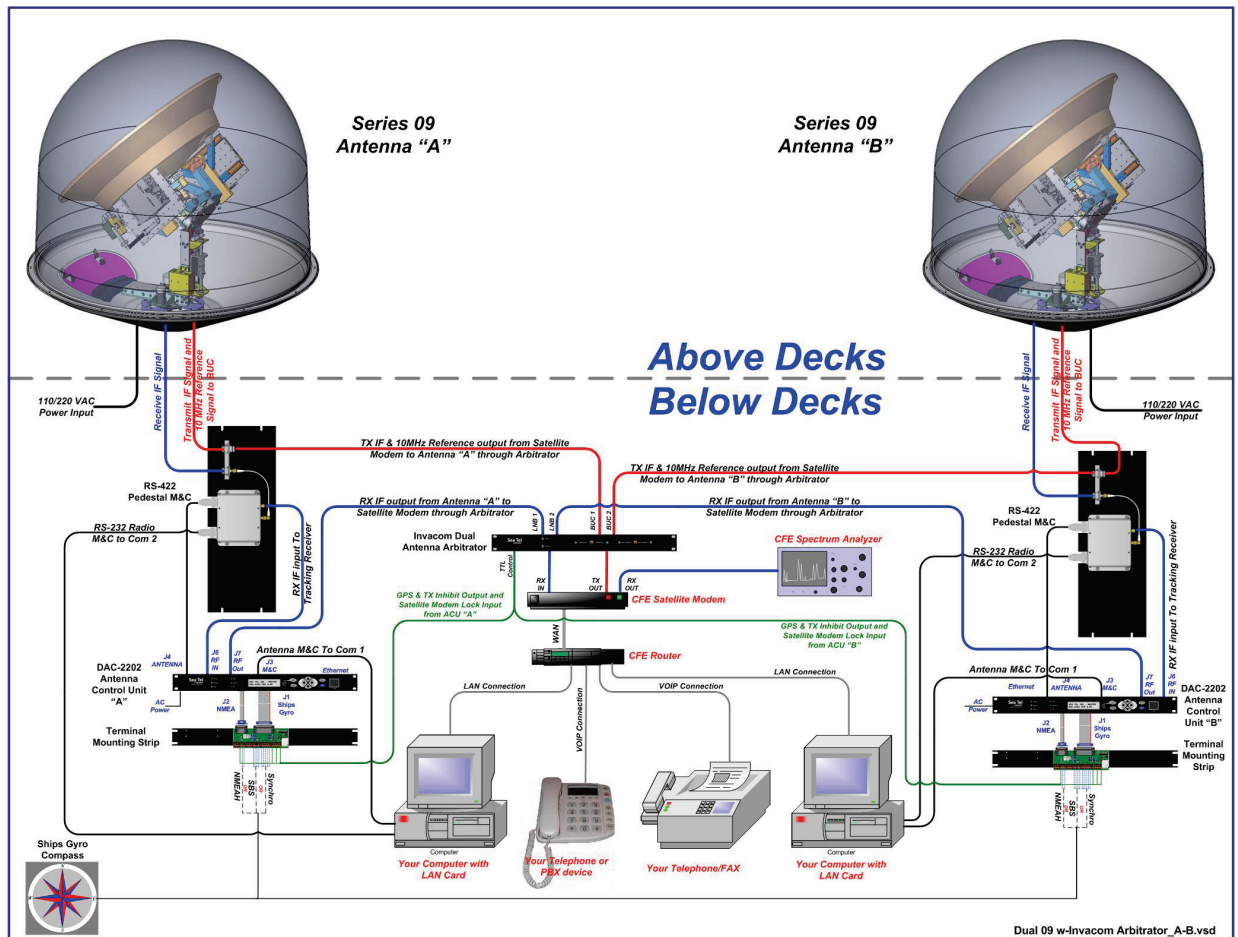 Series 09
Antenna “A”
Series 09
Antenna “B”
Receive IF Signal
Transmit IF Signal and
10 MHz Reference
Signal to BUC
Receive IF Signal
Transmit IF Signal and
10 MHz Reference
Signal to BUC
Above Decks
Below Decks
110/220 VAC
Power Input
110/220 VAC
Power Input
TX IF & 10MHz Reference output from Satellite
Modem to Antenna “A” through Arbitrator
TX IF & 10MHz Reference output from Satellite
Modem to Antenna “B” through Arbitrator
RS-422
Pedestal M&C
RX IF output from Antenna “A” to
Satellite Modem through Arbitrator
LNB 1
LNB 2
BUC 1
BUC 2
RX IF output from Antenna “B” to
Satellite Modem through Arbitrator
RS-422
Pedestal M&C
RS-232 Radio
M&C to Com 2
RX IF input To
Tracking Receiver
Invacom Dual
Antenna Arbitrator
Sea Tel
TTL
Control
RX
IN
TX
OUT
RX
OUT
CFE Spectrum Analyzer
RS-232 Radio
M&C to Com 2
RX IF input To Tracking Receiver
CFE Satellite Modem
GPS & TX Inhibit Output and
Satellite Modem Lock Input
from ACU “A”
WAN
GPS & TX Inhibit Output and
Satellite Modem Lock Input
from ACU “B”
CFE Router
J4
ANTENNA
J6
RF
IN
J7
RF
Out
Antenna M&C To Com 1
J3
M&C
Ethernet
DAC-2202
Antenna
Control Unit
“A”
Sea Tel
AC
Power
J2
NMEA
J1
Ships
Gyro
Terminal
Mounting Strip
NMEAH
OR
SBS
OR
Synchro
LAN Connection
VOIP Connection
VOIP Connection
LAN Connection
Antenna M&C To Com 1
Ethernet
J4
ANTENNA
J3
M&C
J7
RF
Out
J6
RF
IN
DAC-2202
Antenna
Control
Unit “B”
Sea Tel
AC
Power
J2
NMEA
J1
Ships
Gyro
Terminal
Mounting
Strip
NMEAH
OR
SBS
OR
Synchro
Ships Gyro
Compass
Computer
Your Computer with
LAN Card
Your Telephone or
PBX device
Your Telephone/FAX
Computer
Your Computer with
LAN Card
Dual 09 w-Invacom Arbitrator_A-B.vsd